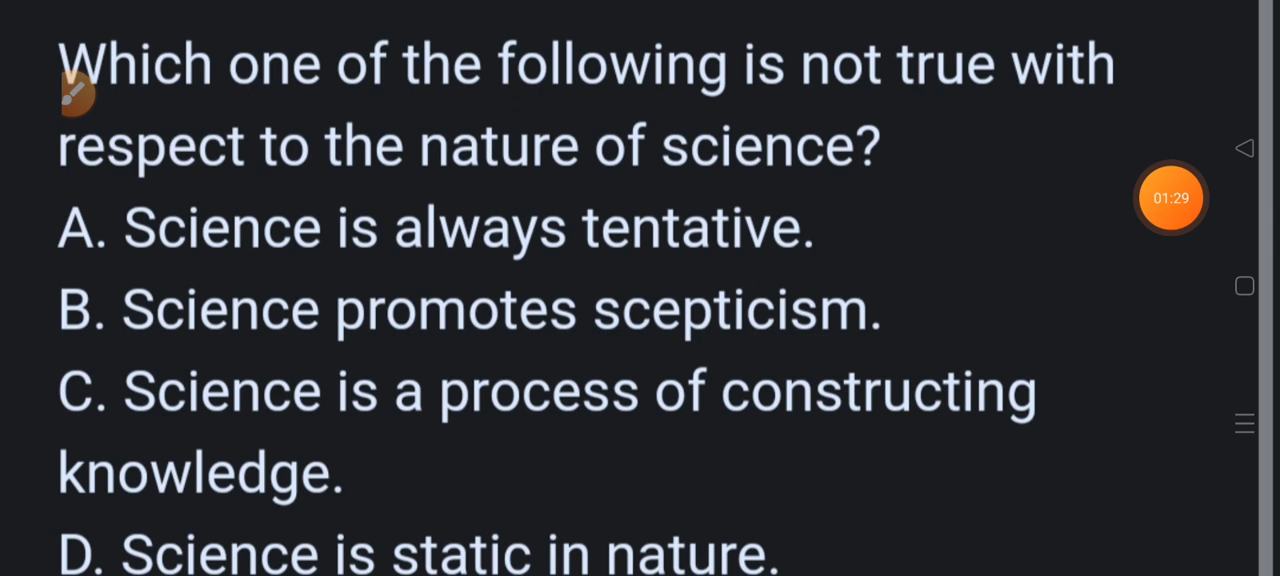 Which one of the following is not true with
respect to the nature of science?
01:29
A. Science is always tentative.
B. Science promotes scepticism.
C. Science is a process of constructing
knowledge.
D. Science is static in nature.